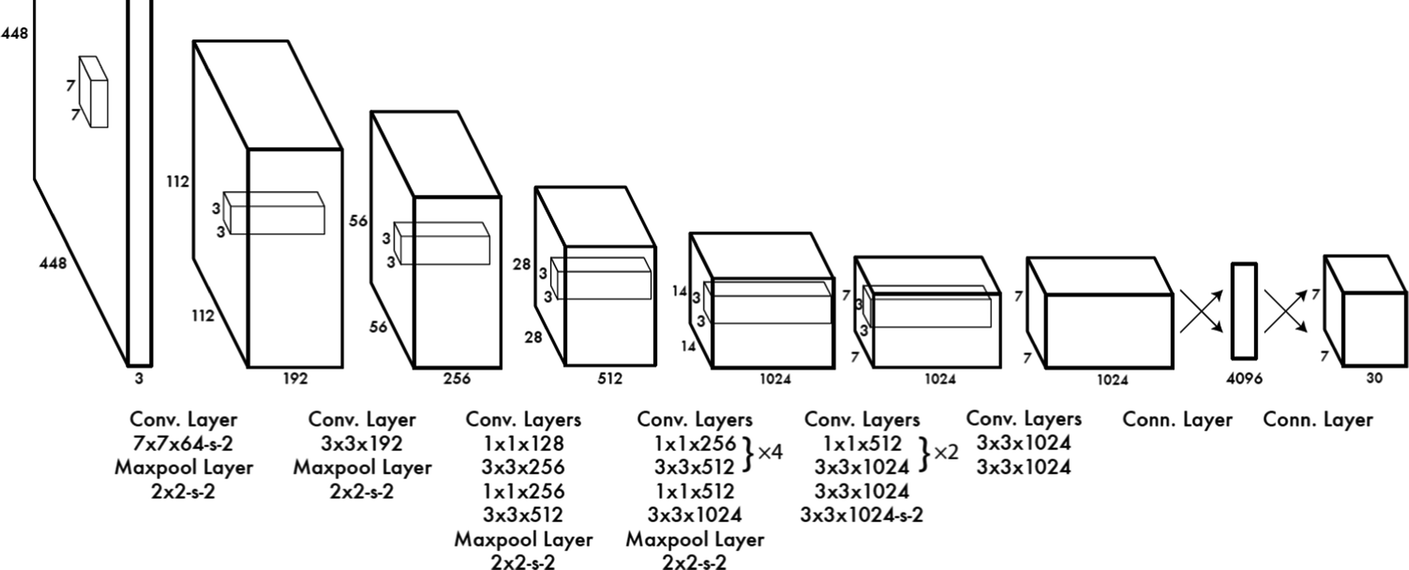 448
7
7
448
3
112
3
3
112
192
56
3
3
56
256
28
3
3
28
512
14
3
3
14
1024
7
3
3
7
1024
7
7
1024
4096
7
7
30
Conv. Layer
7x7x64-s-2
Maxpool Layer
2x2-s-2
Conv. Layer
3x3x192
Maxpool Layer
2x2-s-2
Conv. Layers
1x1x128
3x3x256
1x1x256
3x3x512
Maxpool Layer
2x2-s-2
Conv. Layers
1x1x256
3x3x512 } ×4
1x1x512
3x3x1024
Maxpool Layer
2x2-s-2
Conv. Layers
1x1x512
3x3x1024 } ×2
3x3x1024
3x3x1024-s-2
Conv. Layers
3x3x1024
3x3x1024
Conn. Layer
Conn. Layer